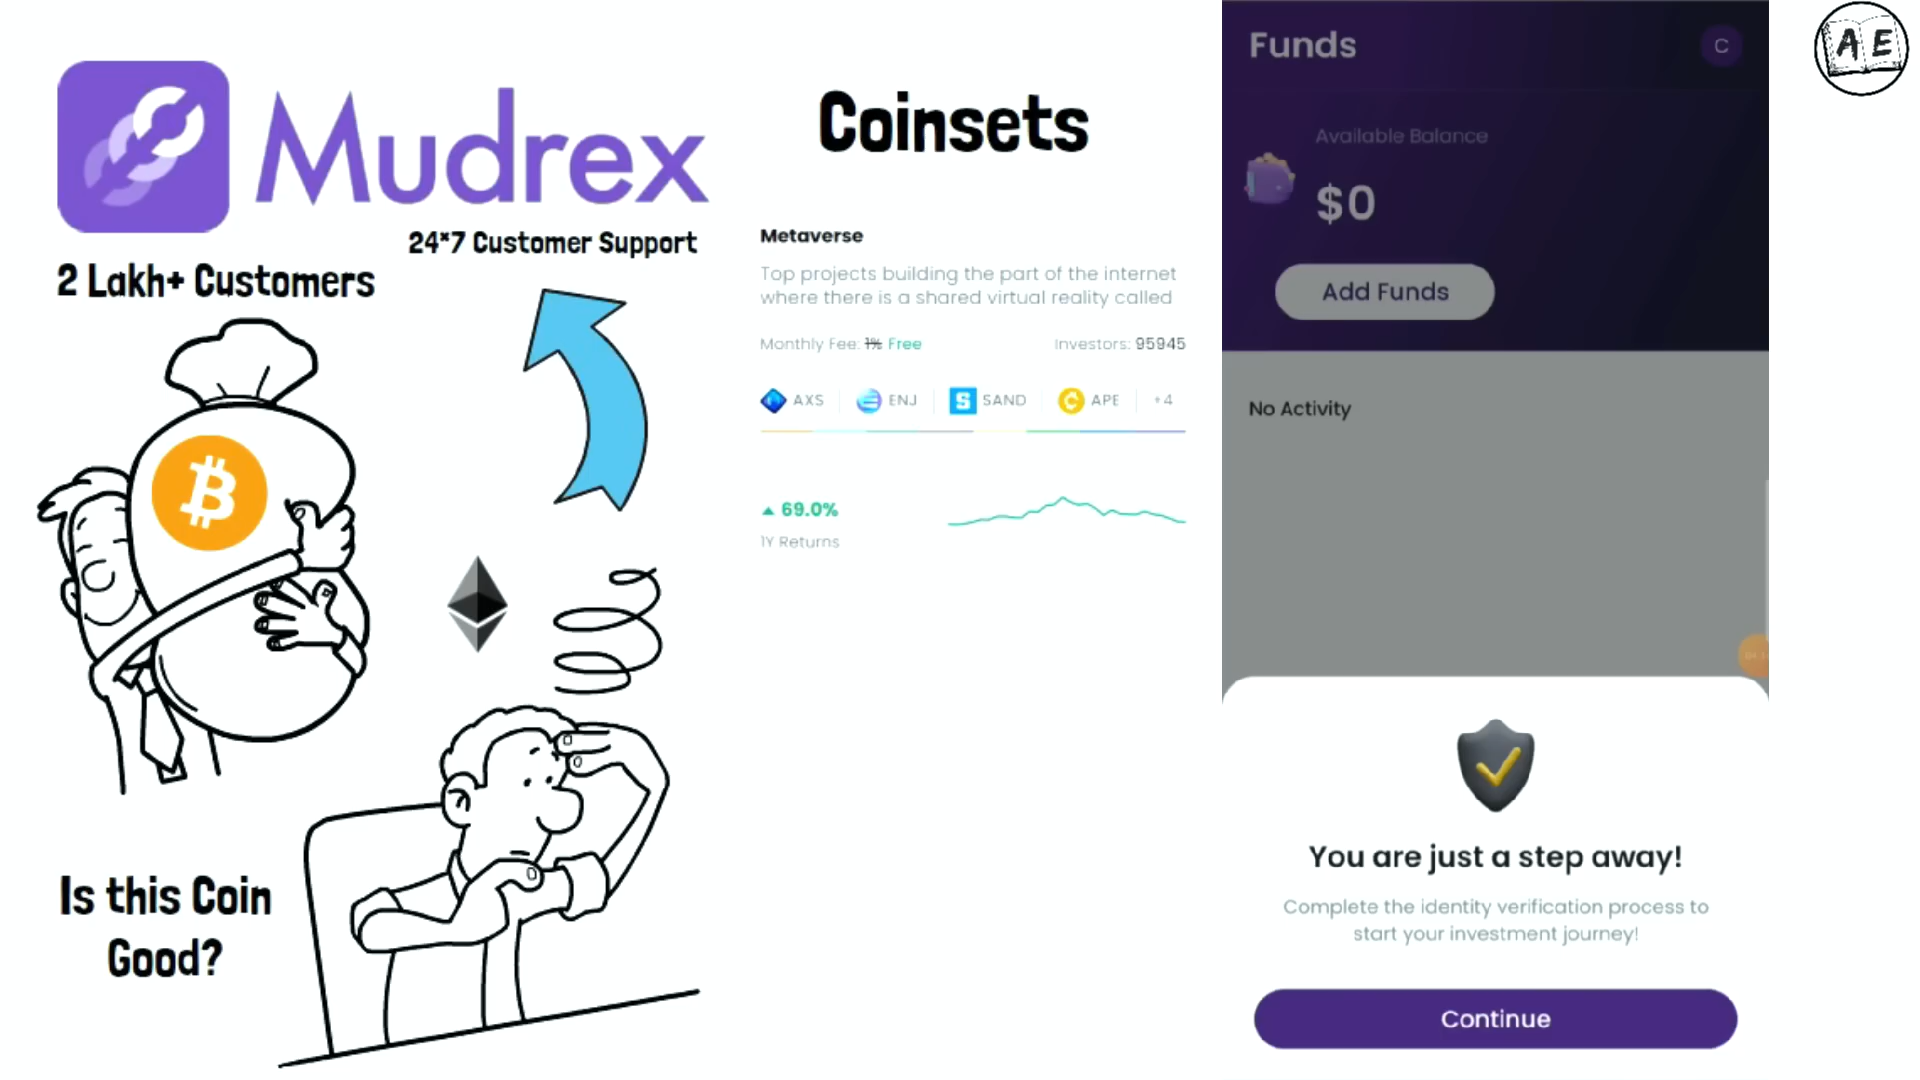 Mudrex
24*7 Customer Support
2 Lakh+ Customers
Is this Coin
Good?
Coinsets
Metaverse
Top projects building the part of the internet
where there is a shared virtual reality called
Monthly Fee: 1% Free
Investors: 95945
AXS
ENJ
SAND
APE
+4
69.0%
1Y Returns
Funds
C
Available Balance
$0
Add Funds
No Activity
You are just a step away!
Complete the identity verification process to
start your investment journey!
Continue
A E